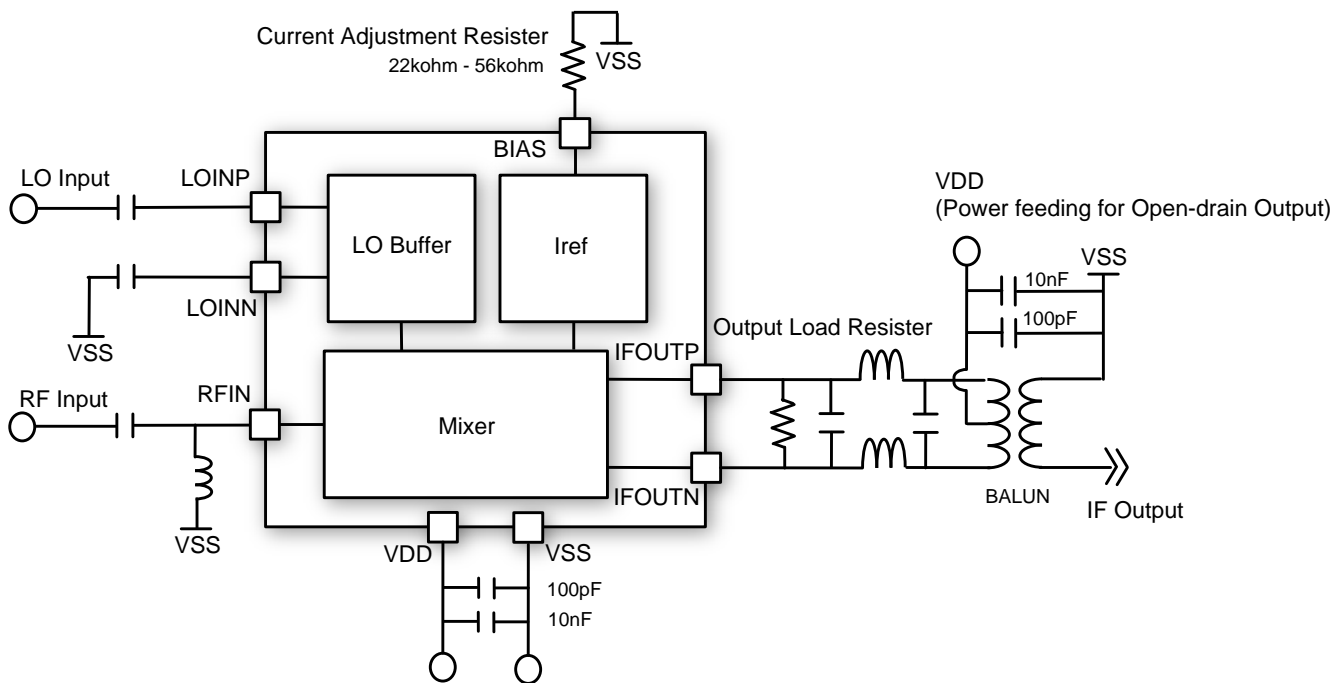 Current Adjustment Resister
22kohm - 56kohm
VSS
BIAS
LO Input
LOINP
LO Buffer
Iref
LOINN
VSS
VDD
(Power feeding for Open-drain Output)
VSS
10nF
100pF
Output Load Resister
IFOUTP
RF Input
RFIN
Mixer
IFOUTN
BALUN
IF Output
VSS
VDD
VSS
100pF
10nF